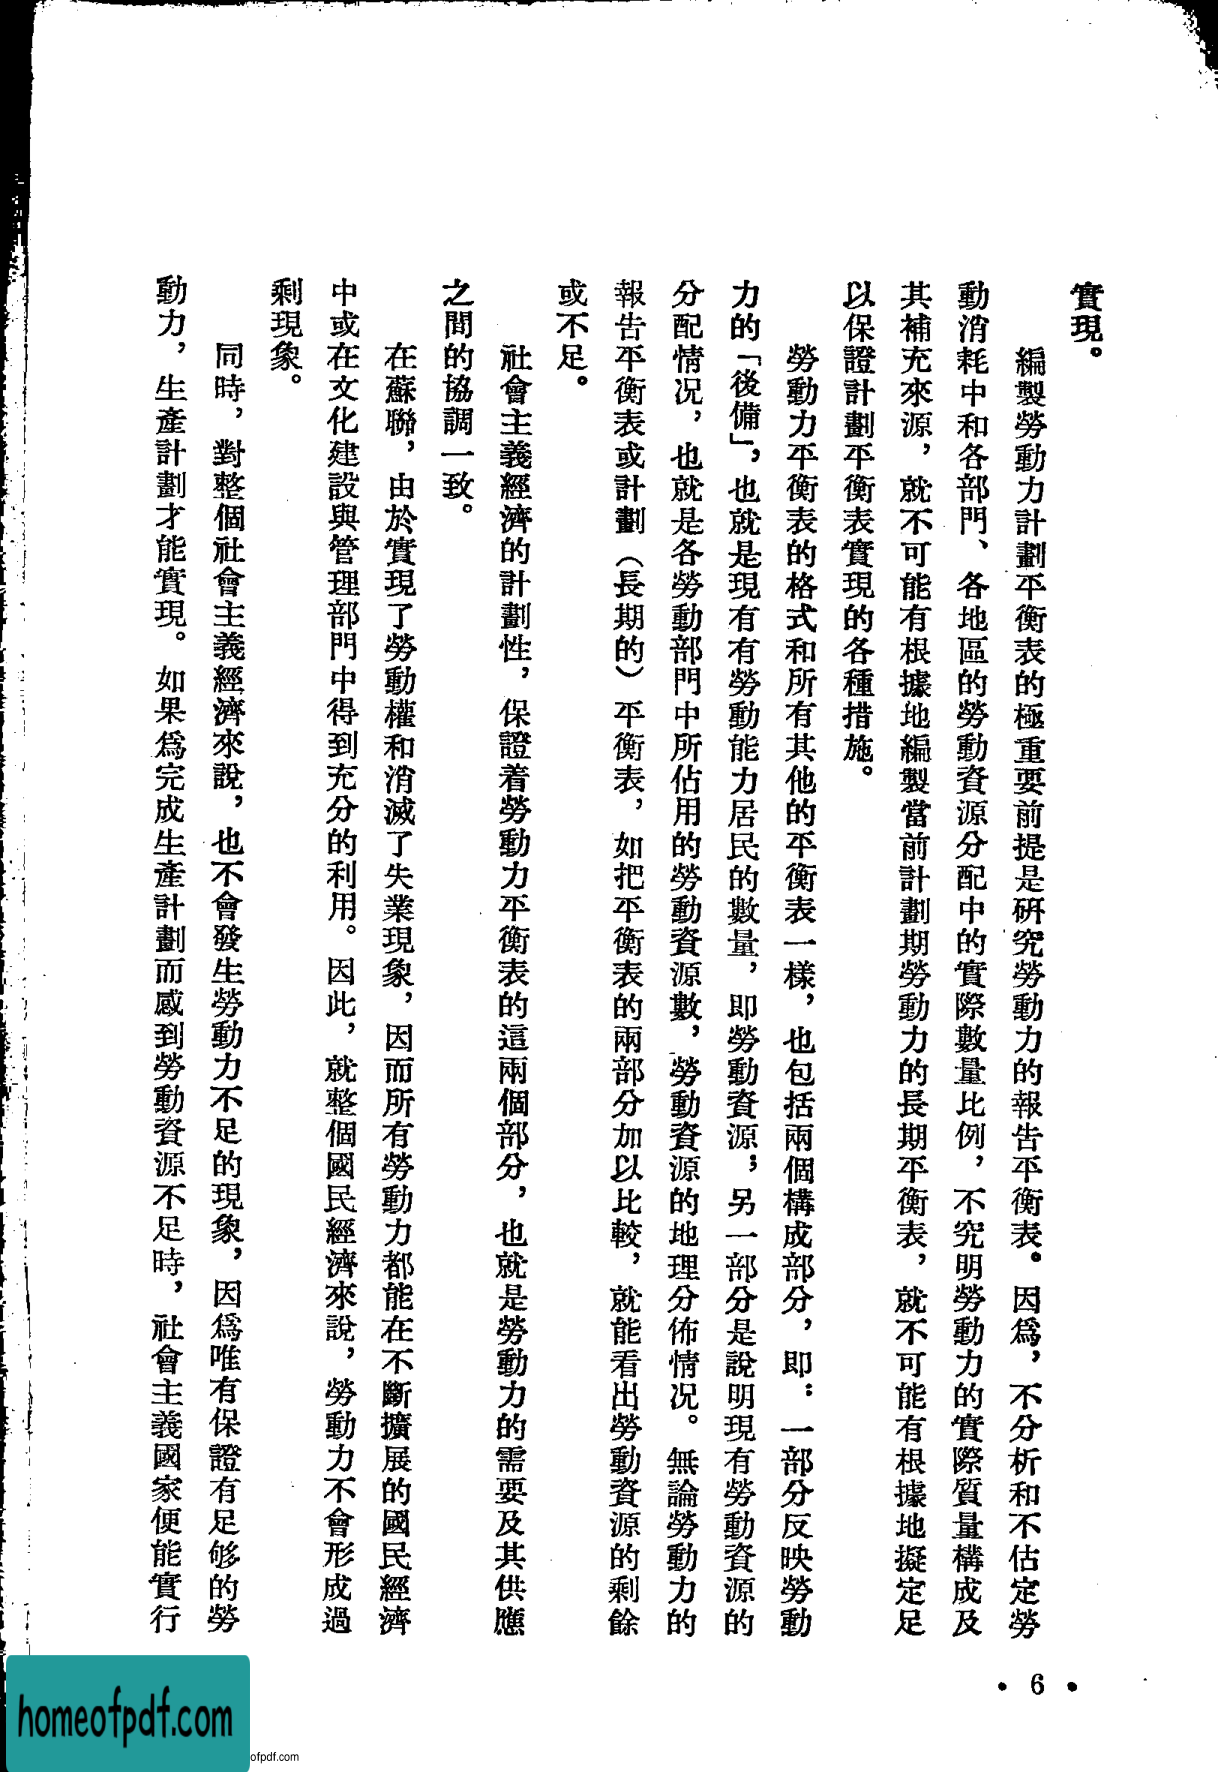 實現。
編製勞動力計劃平衡表的極重要前提是硏究勞動力的報告平衡表。因爲，不分析和不估定勞
動消耗中和各部門、各地區的勞動資源分配中的實際數量比例，不究明勞動力的實際質量構成及
其補充來源，就不可能有根據地編製當前計劃期勞動力的長期平衡表，就不可能有根據地擬定足
以保證計劃平衡表實現的各種措施。
勞動力平衡表的格式和所有其他的平衡表一樣，也包括兩個構成部分，即：一部分反映勞動
力的「後備」，也就是現有有勞動能力居民的數量，即勞動資源；另一部分是說明現有勞動資源的
分配情況，也就是各勞動部門中所佔用的勞動資源數，勞動資源的地理分佈情況。無論勞動力的
報告平衡表或計劃（長期的）平衡表，如把平衡表的兩部分加以比較，就能看出勞動資源的剩餘
或不足。
社會主義經濟的計劃性，保證着勞動力平衡表的這兩個部分，也就是勞動力的需要及其供應
之間的協調一致。
在蘇聯，由於實現了勞動權和消滅了失業現象，因而所有勞動力都能在不斷擴展的國民經濟
中或在文化建設與管理部門中得到充分的利用。因此，就整個國民經濟來說，勞動力不會形成過
剩現象。
同時，對整個社會主義經濟來說，也不會發生勞動力不足的現象，因爲唯有保證有足够的勞
動力，生產計劃才能實現。如果爲完成生產計劃而感到勞動資源不足時，社會主義國家便能實行
• 6 •
homeofpdf.com
ofpdf.com